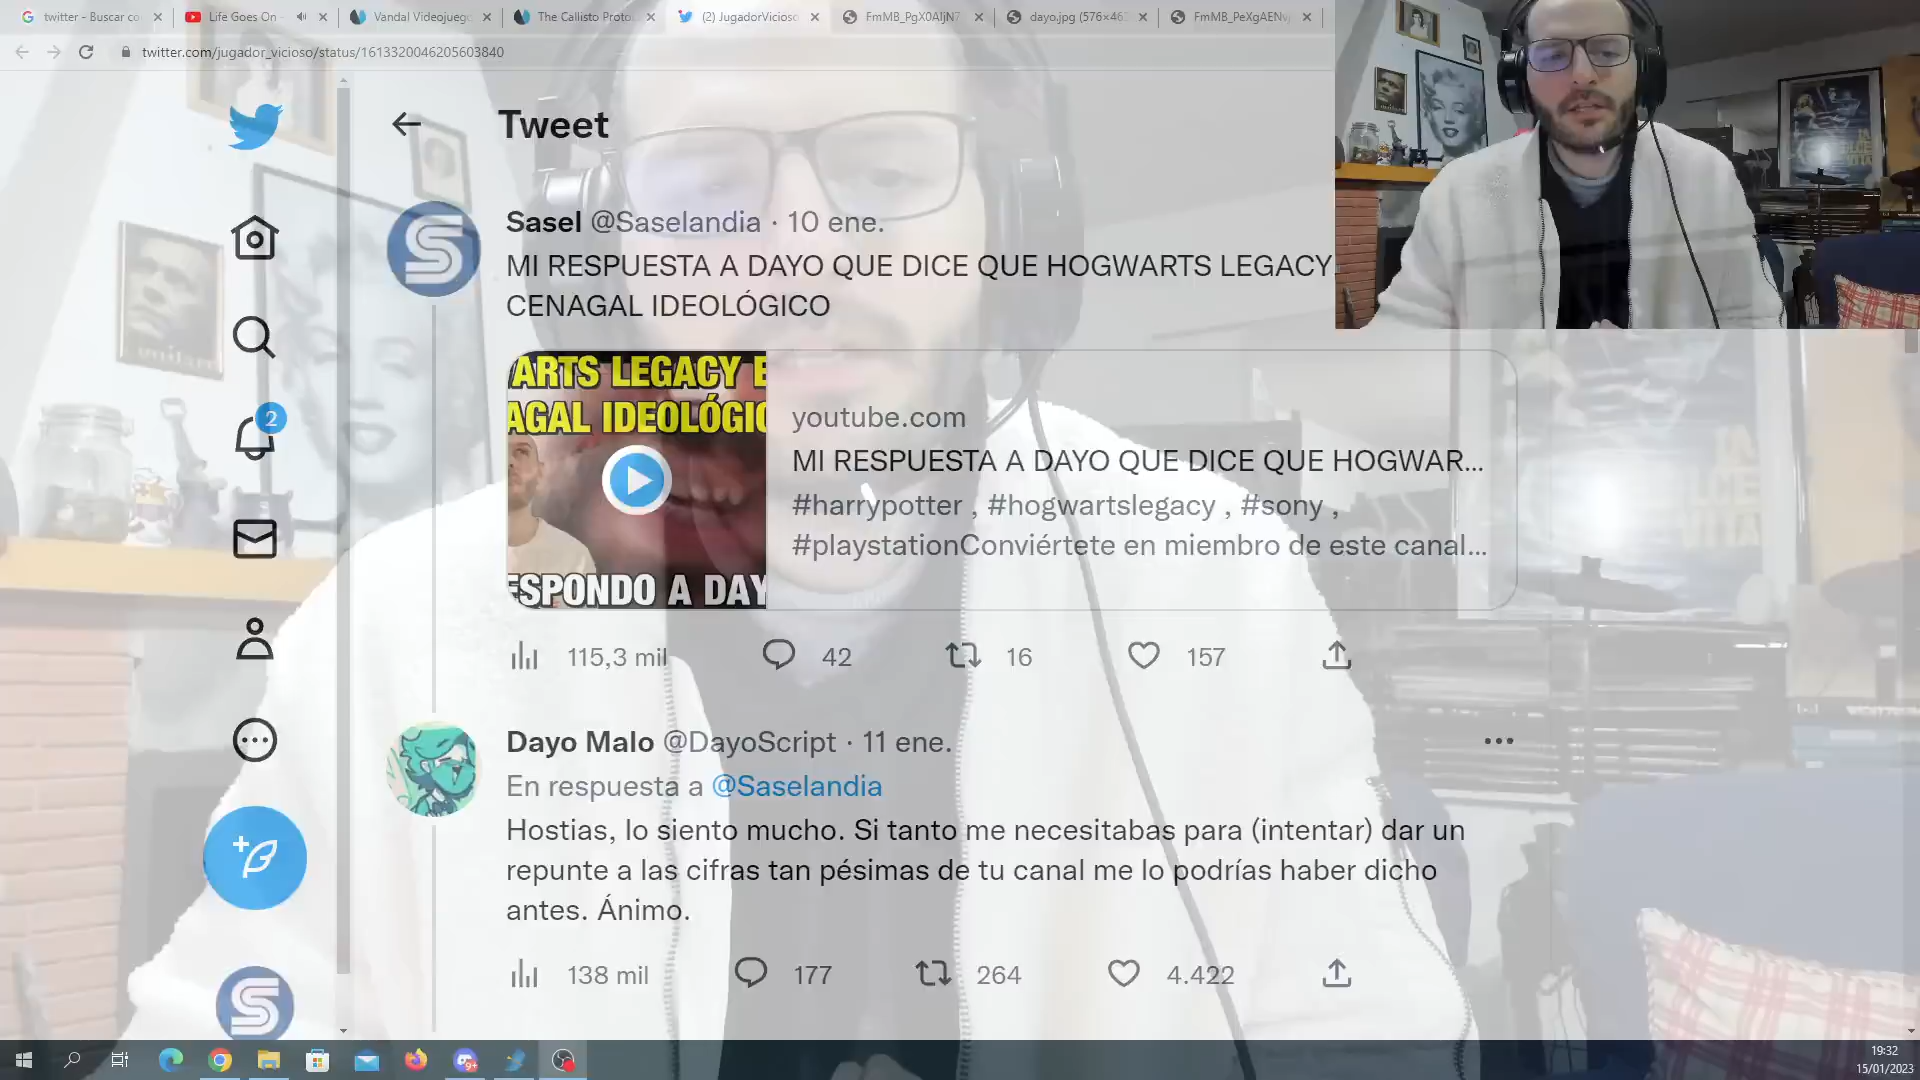 twitter - Buscar co
Life Goes On -
Vandal Videojueg
The Callisto Proto
(2) JugadorVicioso
FmMB_PgX0AIjN7
dayo.jpg (576×46
FmMB_PeXgAENv
twitter.com/jugador_vicioso/status/1613320046205603840
Tweet
Sasel @Saselandia · 10 ene.
MI RESPUESTA A DAYO QUE DICE QUE HOGWARTS LEGACY
CENAGAL IDEOLÓGICO
ARTS LEGACY E
AGAL IDEOLÓGIC
ESPONDO A DAY
youtube.com
MI RESPUESTA A DAYO QUE DICE QUE HOGWAR...
#harrypotter , #hogwartslegacy , #sony ,
#playstationConviértete en miembro de este canal...
115,3 mil 42 16 157
2
Dayo Malo @DayoScript · 11 ene.
En respuesta a @Saselandia
Hostias, lo siento mucho. Si tanto me necesitabas para (intentar) dar un
repunte a las cifras tan pésimas de tu canal me lo podrías haber dicho
antes. Ánimo.
138 mil 177 264 4.422
9+
19:32
15/01/2023